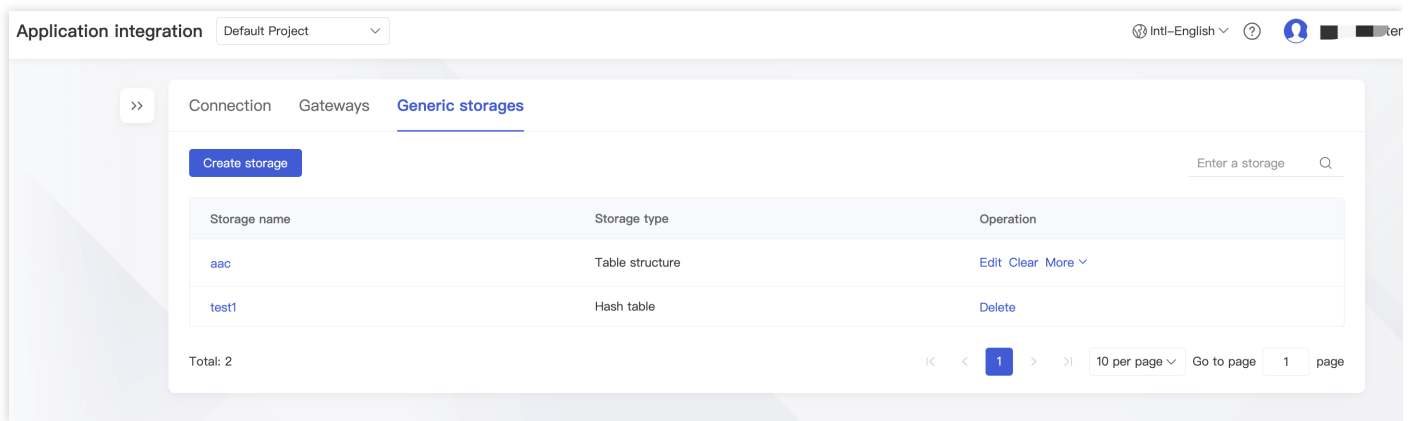 Application integration Default Project Intl-English
Connection Gateways Generic storages
Create storage Enter a storage
Storage name Storage type Operation
aac Table structure Edit Clear More
test1 Hash table Delete
Total: 2 1 10 per page Go to page 1 page